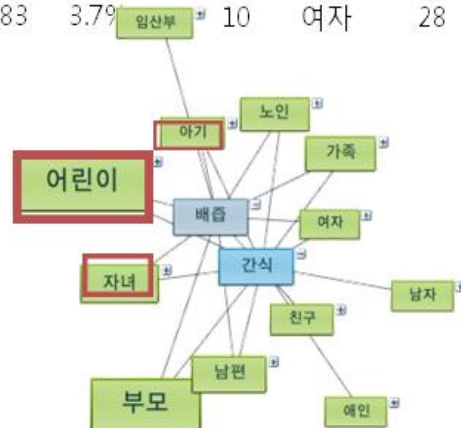 83 3.7% 10 여자 28
임산부
아기
노인
가족
어린이
배즙
여자
간식
자녀
남자
친구
남편
부모
애인